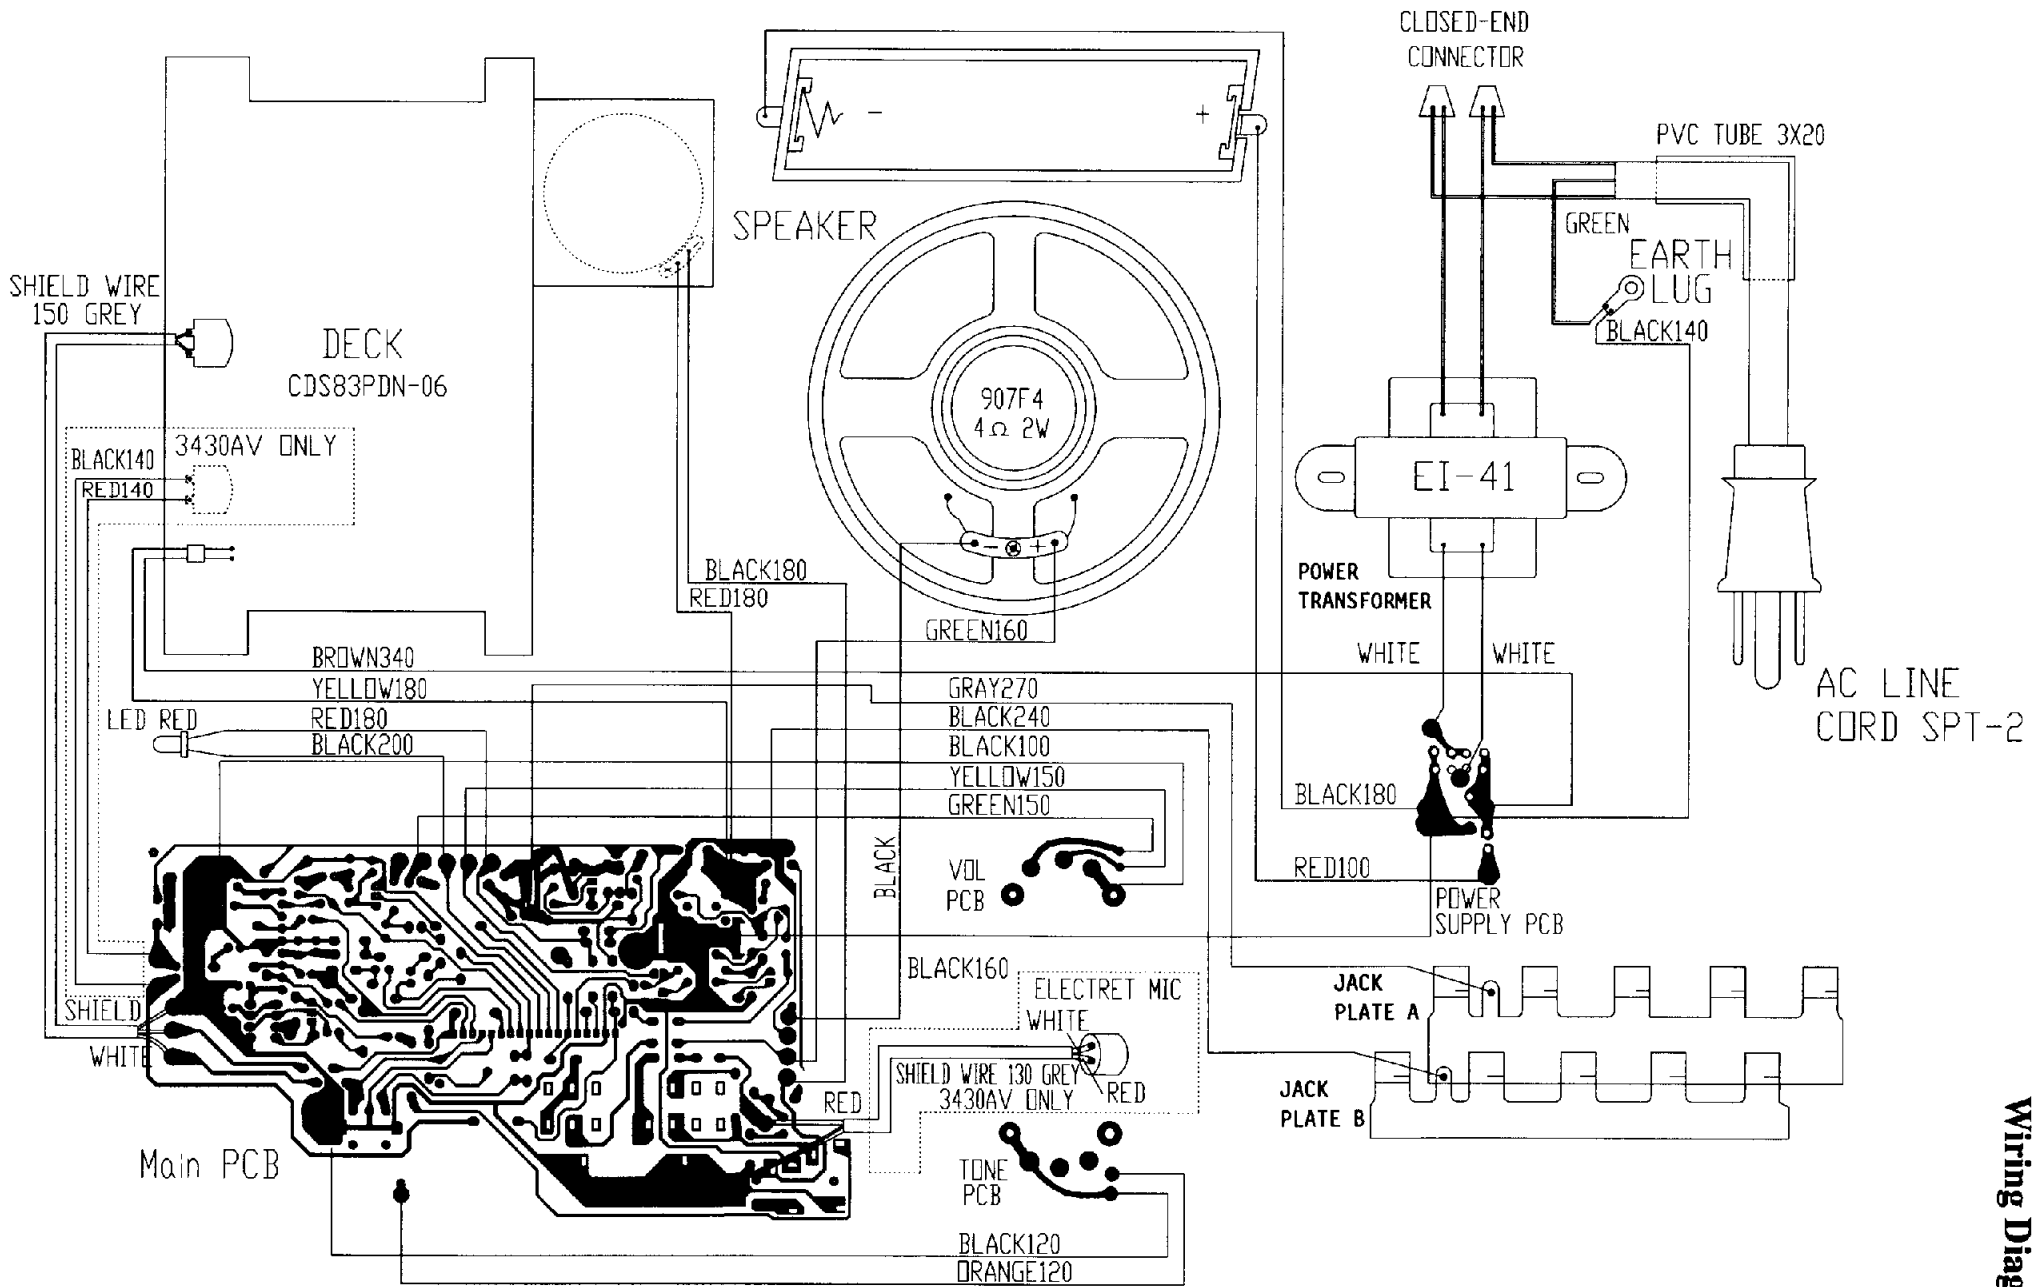 CLOSED-END
CONNECTOR
PVC TUBE 3X20
-
+
SPEAKER
GREEN
EARTH
LUG
BLACK140
SHIELD WIRE
150 GREY
DECK
CDS83PDN-06
907F4
4Ω 2W
3430AV ONLY
BLACK140
RED140
EI-41
- +
BLACK180
RED180
POWER
TRANSFORMER
GREEN160
WHITE
WHITE
BROWN340
YELLOW180
GRAY270
LED RED
RED180
BLACK240
BLACK200
BLACK100
YELLOW150
GREEN150
AC LINE
CORD SPT-2
BLACK180
BLACK
VOL
PCB
RED100
POWER
SUPPLY PCB
BLACK160
ELECTRET MIC
WHITE
JACK
PLATE A
SHIELD
WHITE
SHIELD WIRE 130 GREY
3430AV ONLY
RED
RED
JACK
PLATE B
Main PCB
TONE
PCB
BLACK120
ORANGE120
Wiring Diag